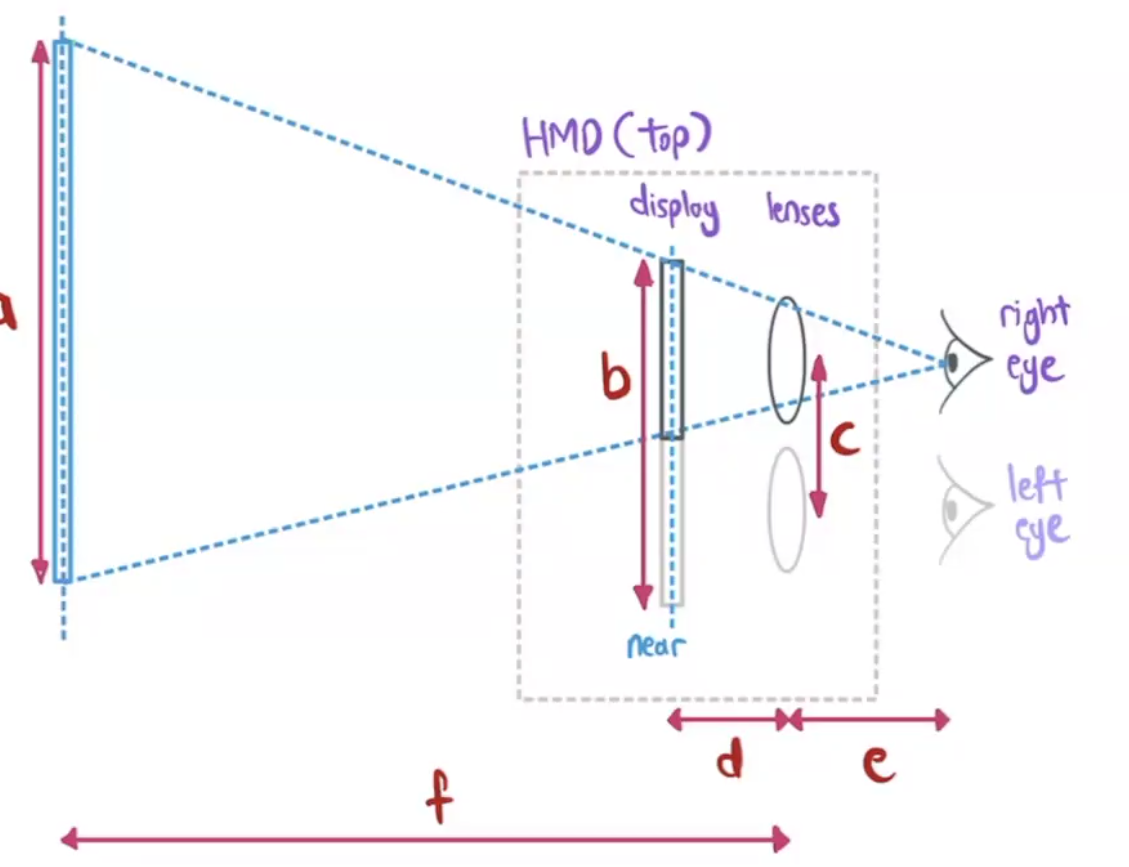 HMD (top)
display
lenses
a
b
c
right
eye
left
eye
near
d
e
f